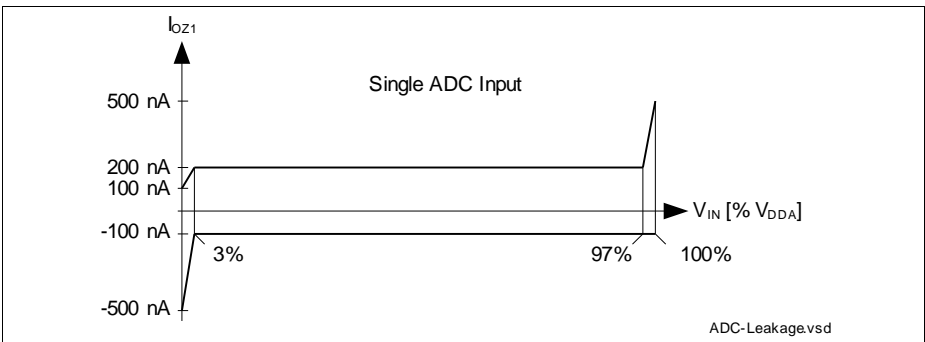 I_OZ1
Single ADC Input
500 nA
200 nA
100 nA
V_IN [% V_DDA]
-100 nA
3%
97%
100%
-500 nA
ADC-Leakage.vsd